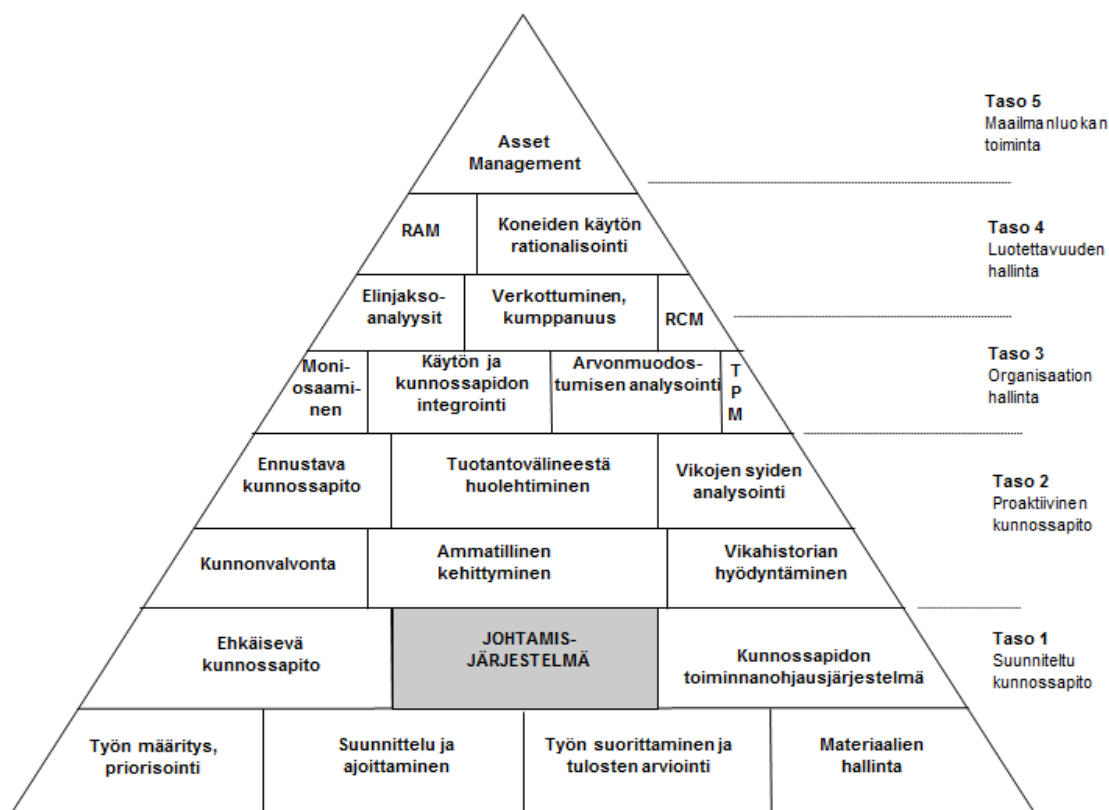 Taso 5
Maailmanluokan
toiminta
Asset
Management
Taso 4
Luotettavuuden
hallinta
RAM
Koneiden käytön
rationalisointi
Elinjakso-
analyysit
Verkottuminen,
kumppanuus
RCM
Taso 3
Organisaation
hallinta
Moni-
osaami-
nen
Käytön ja
kunnossapidon
integrointi
Arvonmuodos-
tumisen analysointi
T
P
M
Ennustava
kunnossapito
Tuotantovälineestä
huolehtiminen
Vikojen syiden
analysointi
Taso 2
Proaktiivinen
kunnossapito
Kunnonvalvonta
Ammatillinen
kehittyminen
Vikahistorian
hyödyntäminen
Ehkäisevä
kunnossapito
JOHTAMIS-
JÄRJESTELMÄ
Kunnossapidon
toiminnanohjausjärjestelmä
Taso 1
Suunniteltu
kunnossapito
Työn määritys,
priorisointi
Suunnittelu ja
ajoittaminen
Työn suorittaminen ja
tulosten arviointi
Materiaalien
hallinta